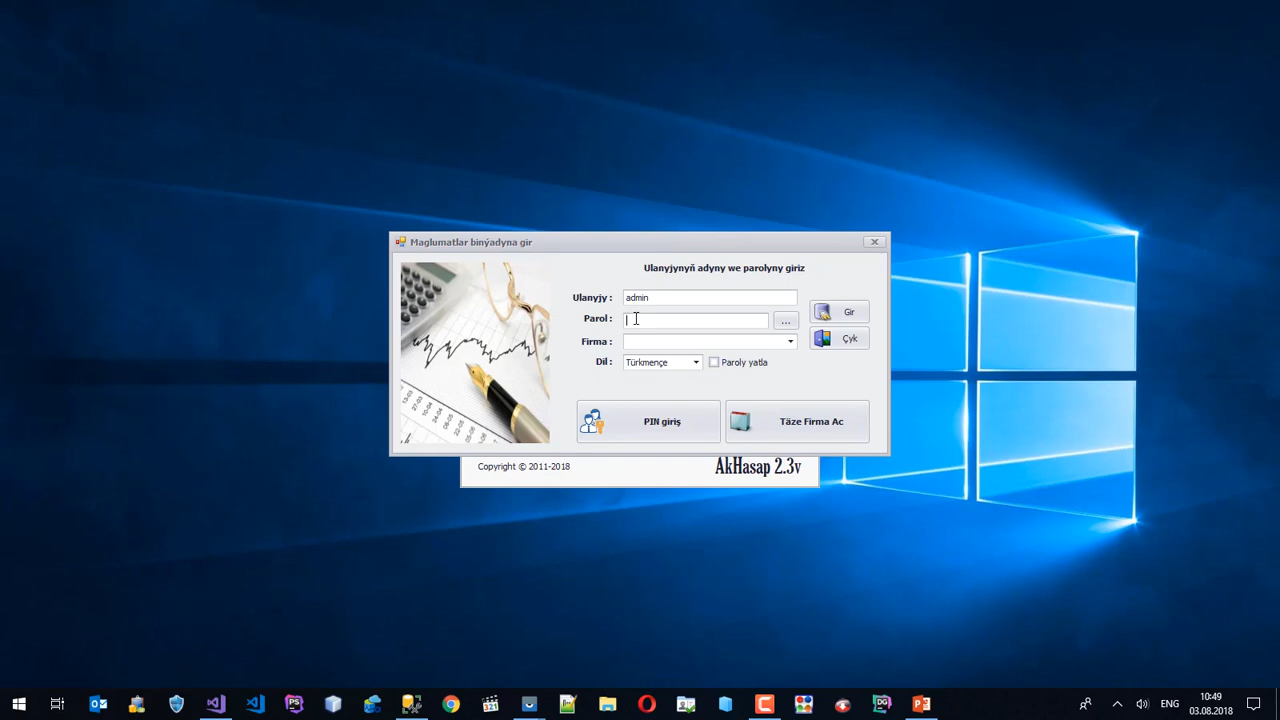 Maglumatlar binýadyna gir
Ulanyjynyň adyny we parolyny giriz
Ulanyjy : admin
Parol :
...
Firma :
Dil : Türkmençe
Paroly yatla
Gir
Çyk
PIN giriş
Täze Firma Ac
Copyright © 2011-2018
AkHasap 2.3v
ENG
10:49
03.08.2018